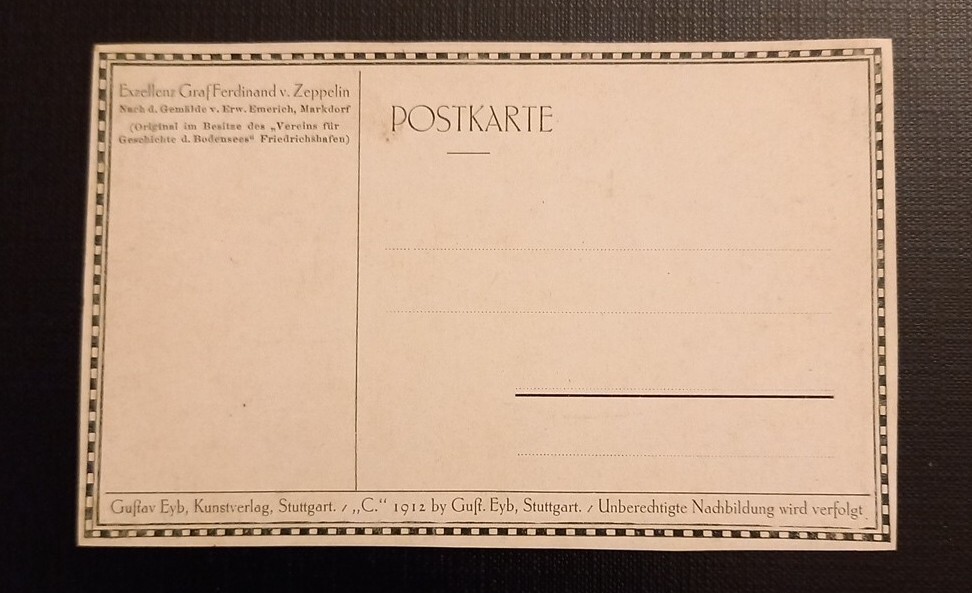 Exzellenz Graf Ferdinand v. Zeppelin
Nach d. Gemälde v. Erw. Emerich, Markdorf
(Original im Besitze des „Vereins für
Geschichte d. Bodensees“ Friedrichshafen)
POSTKARTE
Guſtav Eyb, Kunstverlag, Stuttgart. / „C.“ 1912 by Guſt. Eyb, Stuttgart. / Unberechtigte Nachbildung wird verfolgt